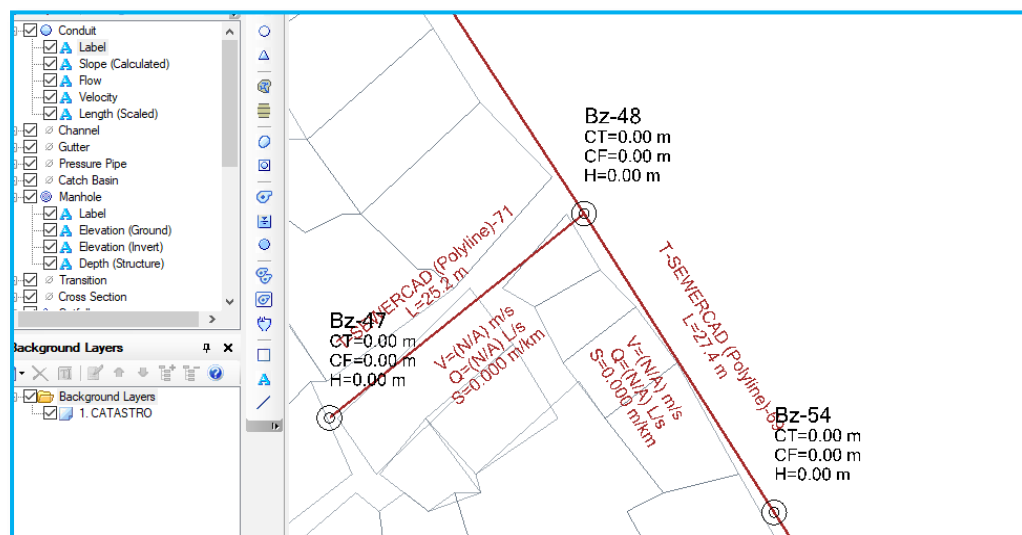 Conduit
Label
Slope (Calculated)
Flow
Velocity
Length (Scaled)
Channel
Gutter
Pressure Pipe
Catch Basin
Manhole
Label
Elevation (Ground)
Elevation (Invert)
Depth (Structure)
Transition
Cross Section
Background Layers
Background Layers
1. CATASTRO
Bz-48
CT=0.00 m
CF=0.00 m
H=0.00 m
T-SEWERCAD (Polyline)-71
L=25.2 m
Bz-47
CT=0.00 m
CF=0.00 m
H=0.00 m
V=(N/A) m/s
Q=(N/A) L/s
S=0.000 m/km
T-SEWERCAD (Polyline)-69
L=27.4 m
V=(N/A) m/s
Q=(N/A) L/s
S=0.000 m/km
Bz-54
CT=0.00 m
CF=0.00 m
H=0.00 m